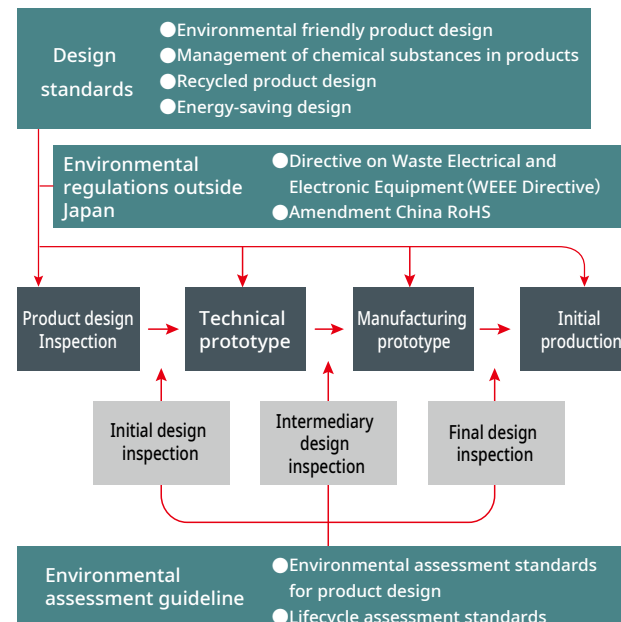 Design
standards
●Environmental friendly product design
●Management of chemical substances in products
●Recycled product design
●Energy-saving design
Environmental
regulations outside
Japan
●Directive on Waste Electrical and
Electronic Equipment (WEEE Directive)
●Amendment China RoHS
Product design
Inspection
Technical
prototype
Manufacturing
prototype
Initial
production
Initial design
inspection
Intermediary
design
inspection
Final design
inspection
Environmental
assessment guideline
●Environmental assessment standards
for product design
●Lifecycle assessment standards